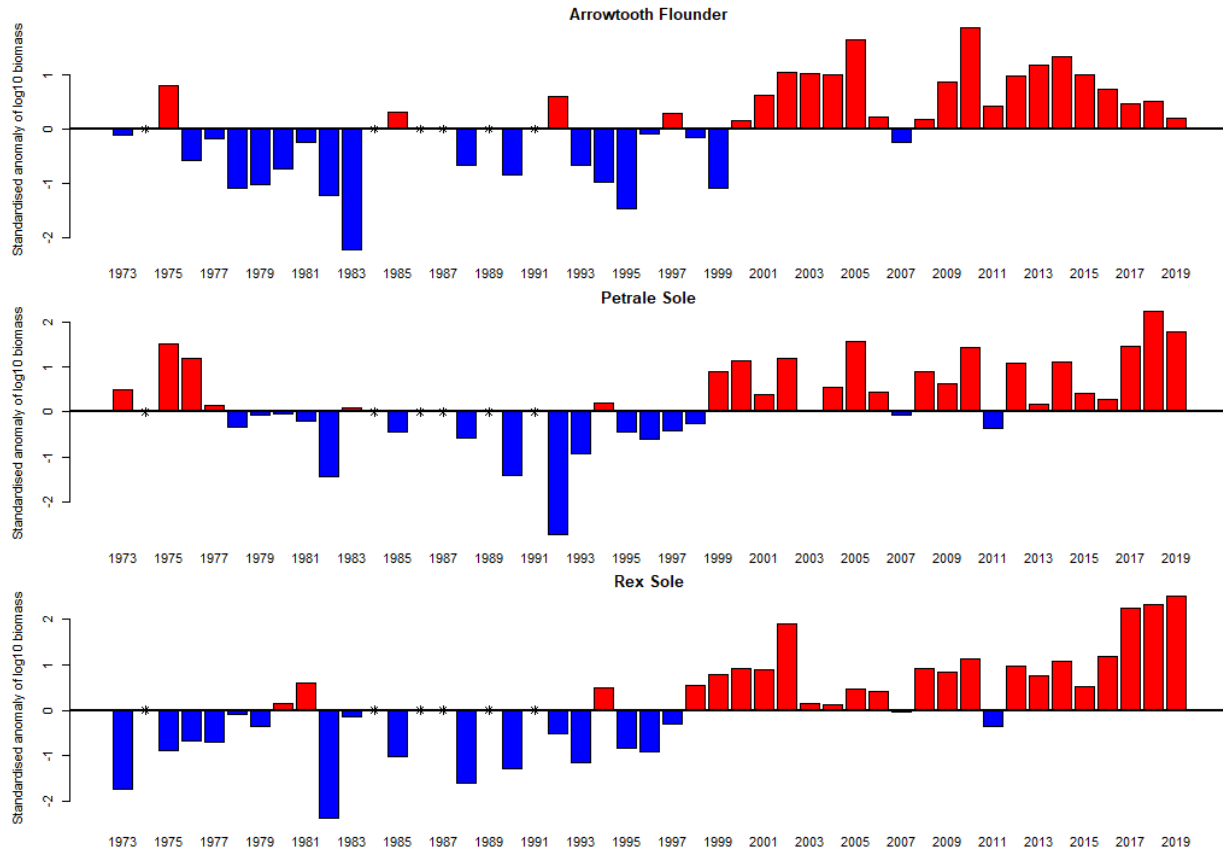 Arrowtooth Flounder
Standardised anomaly of log10 biomass
1
0
-1
-2
1973 1975 1977 1979 1981 1983 1985 1987 1989 1991 1993 1995 1997 1999 2001 2003 2005 2007 2009 2011 2013 2015 2017 2019
Petrale Sole
Standardised anomaly of log10 biomass
2
1
0
-1
-2
1973 1975 1977 1979 1981 1983 1985 1987 1989 1991 1993 1995 1997 1999 2001 2003 2005 2007 2009 2011 2013 2015 2017 2019
Rex Sole
Standardised anomaly of log10 biomass
2
1
0
-1
-2
1973 1975 1977 1979 1981 1983 1985 1987 1989 1991 1993 1995 1997 1999 2001 2003 2005 2007 2009 2011 2013 2015 2017 2019